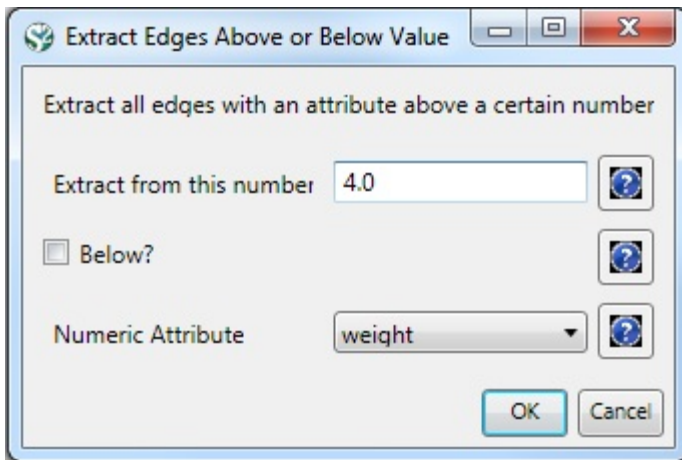 Extract Edges Above or Below Value
Extract all edges with an attribute above a certain number
Extract from this number 4.0
Below?
Numeric Attribute weight
OK Cancel